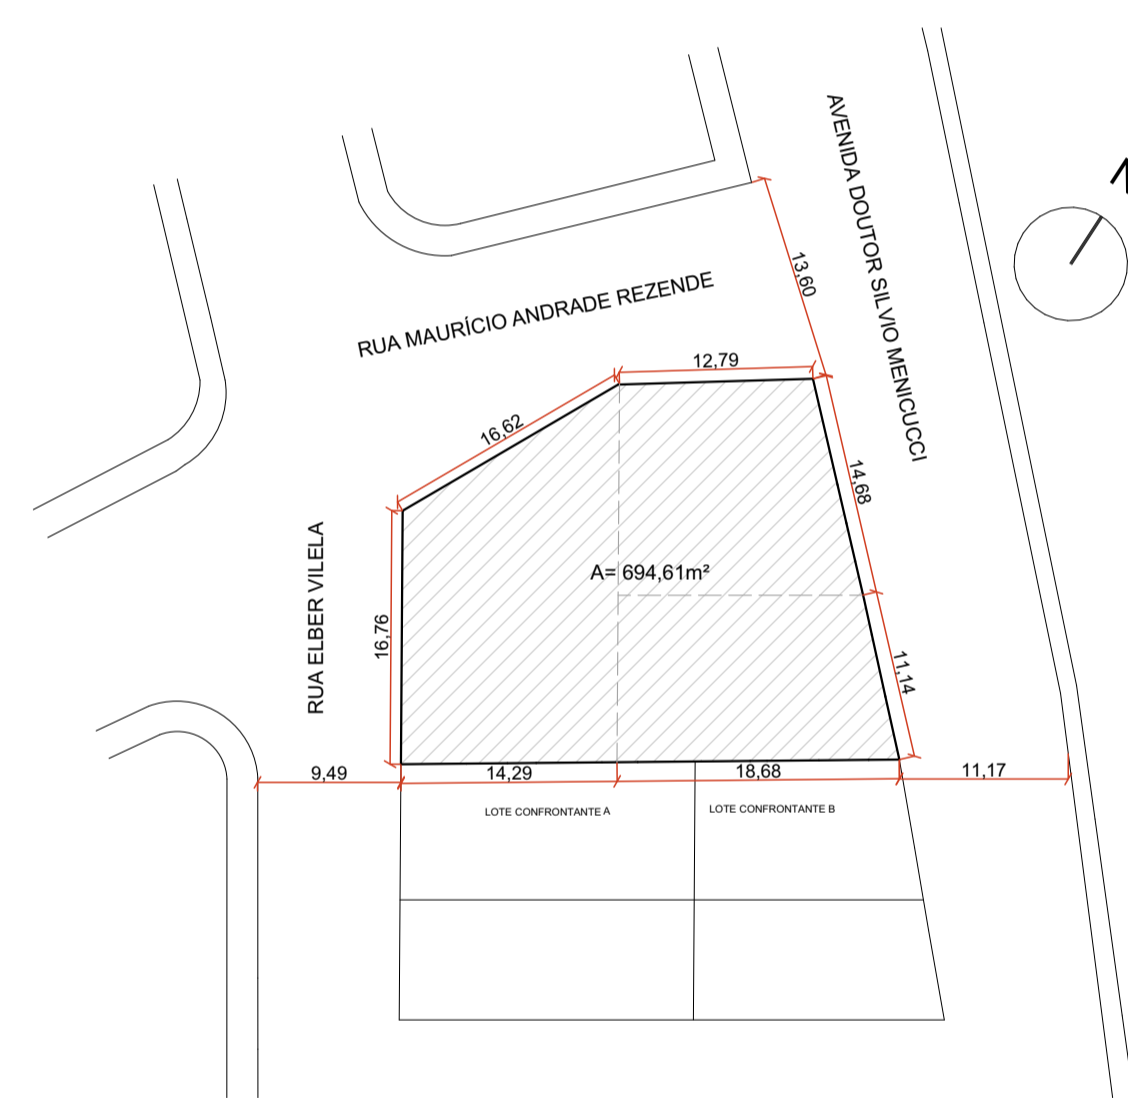 AVENIDA DOUTOR SILVIO MENICUCCI
13,60
RUA MAURÍCIO ANDRADE REZENDE
12,79
16,62
14,68
A= 694,61m²
RUA ELBER VILELA
16,76
11,14
9,49
14,29
18,68
11,17
LOTE CONFRONTANTE A
LOTE CONFRONTANTE B